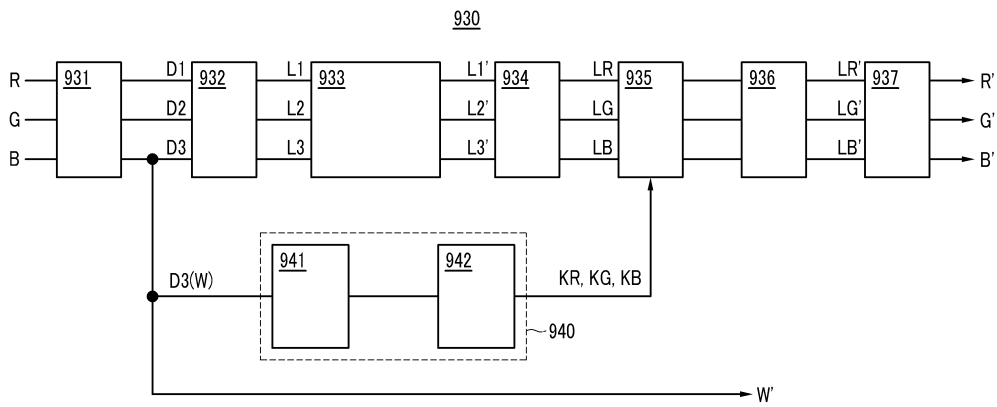 930
R 931 D1 932 L1 933 L1' 934 LR 935 936 LR' 937 R'
G D2 L2 L2' LG LG' G'
B D3 L3 L3' LB LB' B'
941 942
D3(W) KR, KG, KB
940
W'